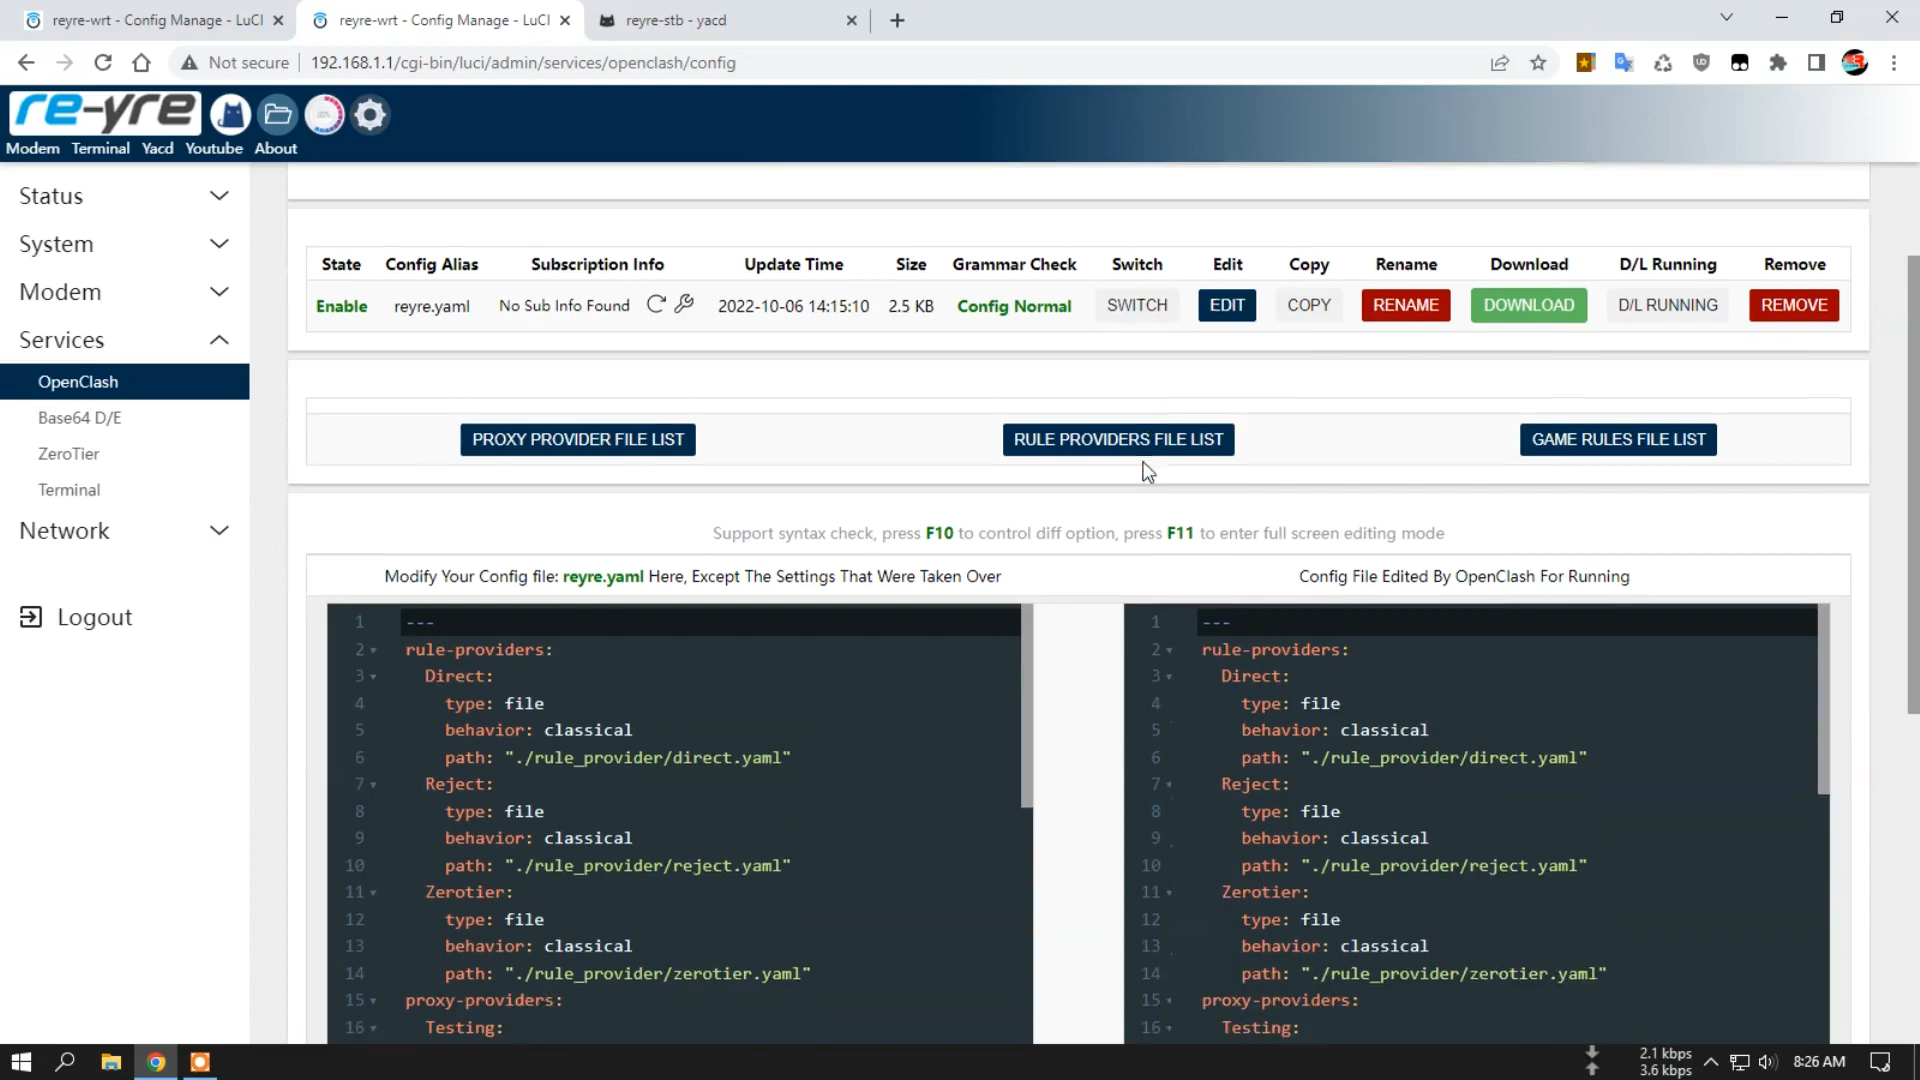 reyre-wrt - Config Manage - LuCI
reyre-wrt - Config Manage - LuCI
reyre-stb - yacd
Not secure
192.168.1.1/cgi-bin/luci/admin/services/openclash/config
re-yre
Modem Terminal Yacd Youtube About
Status
System
Modem
Services
OpenClash
Base64 D/E
ZeroTier
Terminal
Network
Logout
State Config Alias Subscription Info Update Time Size Grammar Check Switch Edit Copy Rename Download D/L Running Remove
Enable reyre.yaml No Sub Info Found 2022-10-06 14:15:10 2.5 KB Config Normal SWITCH EDIT COPY RENAME DOWNLOAD D/L RUNNING REMOVE
PROXY PROVIDER FILE LIST RULE PROVIDERS FILE LIST GAME RULES FILE LIST
Support syntax check, press F10 to control diff option, press F11 to enter full screen editing mode
Modify Your Config file: reyre.yaml Here, Except The Settings That Were Taken Over
1 ---
2 rule-providers:
3 Direct:
4 type: file
5 behavior: classical
6 path: "./rule_provider/direct.yaml"
7 Reject:
8 type: file
9 behavior: classical
10 path: "./rule_provider/reject.yaml"
11 Zerotier:
12 type: file
13 behavior: classical
14 path: "./rule_provider/zerotier.yaml"
15 proxy-providers:
16 Testing:
Config File Edited By OpenClash For Running
1 ---
2 rule-providers:
3 Direct:
4 type: file
5 behavior: classical
6 path: "./rule_provider/direct.yaml"
7 Reject:
8 type: file
9 behavior: classical
10 path: "./rule_provider/reject.yaml"
11 Zerotier:
12 type: file
13 behavior: classical
14 path: "./rule_provider/zerotier.yaml"
15 proxy-providers:
16 Testing:
2.1 kbps
3.6 kbps
8:26 AM